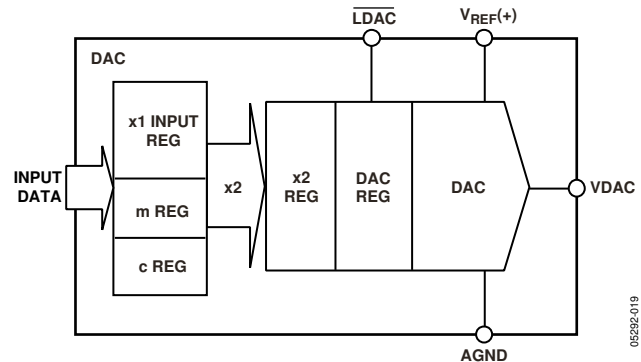 LDAC
VREF(+)
DAC
x1 INPUT
REG
INPUT
DATA
m REG
c REG
x2
x2
REG
DAC
REG
DAC
VDAC
AGND
05292-019